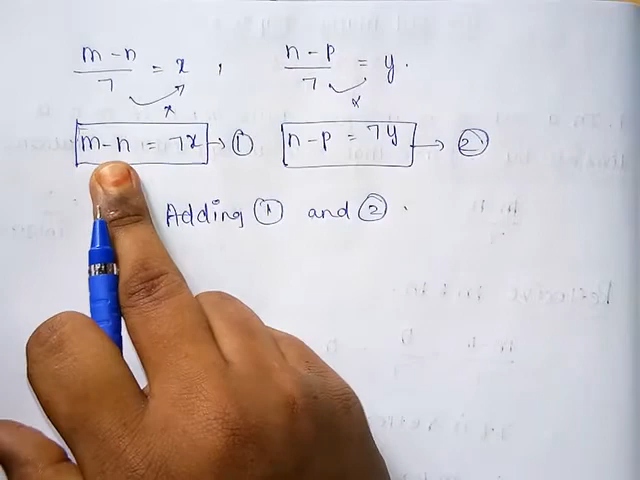 m-n/7 = x , n-p/7 = y.
x x
m-n = 7x → ① n-p = 7y → ②
Adding ① and ② .